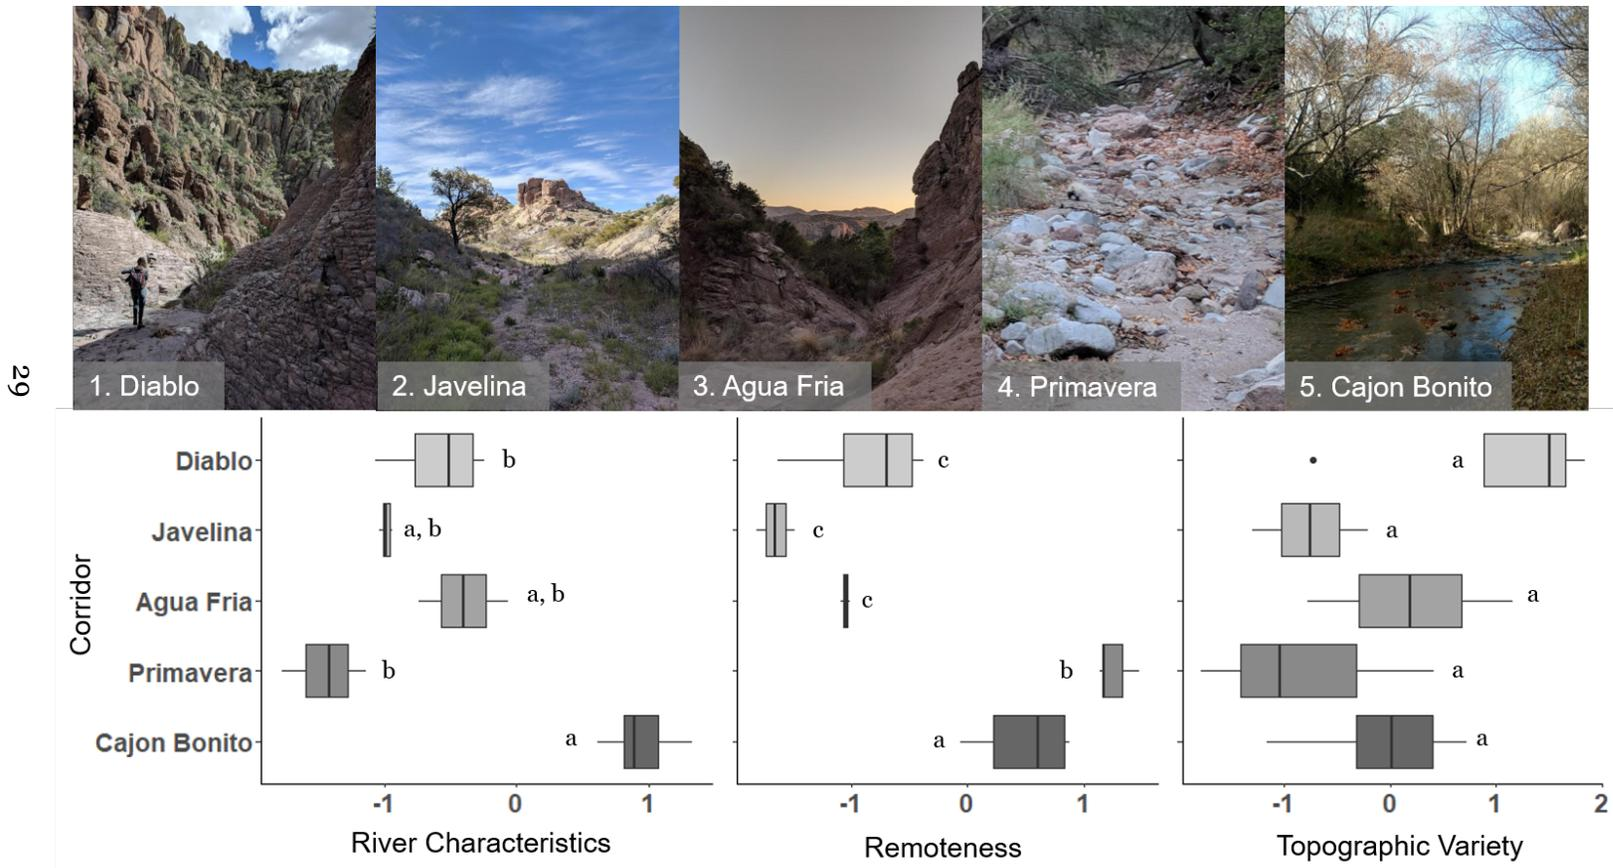 29
1. Diablo
2. Javelina
3. Agua Fria
4. Primavera
5. Cajon Bonito
Corridor
Diablo
Javelina
Agua Fria
Primavera
Cajon Bonito
b
a, b
a, b
b
a
-1 0 1
River Characteristics
c
c
c
b
a
-1 0 1
Remoteness
a
a
a
a
a
-1 0 1 2
Topographic Variety